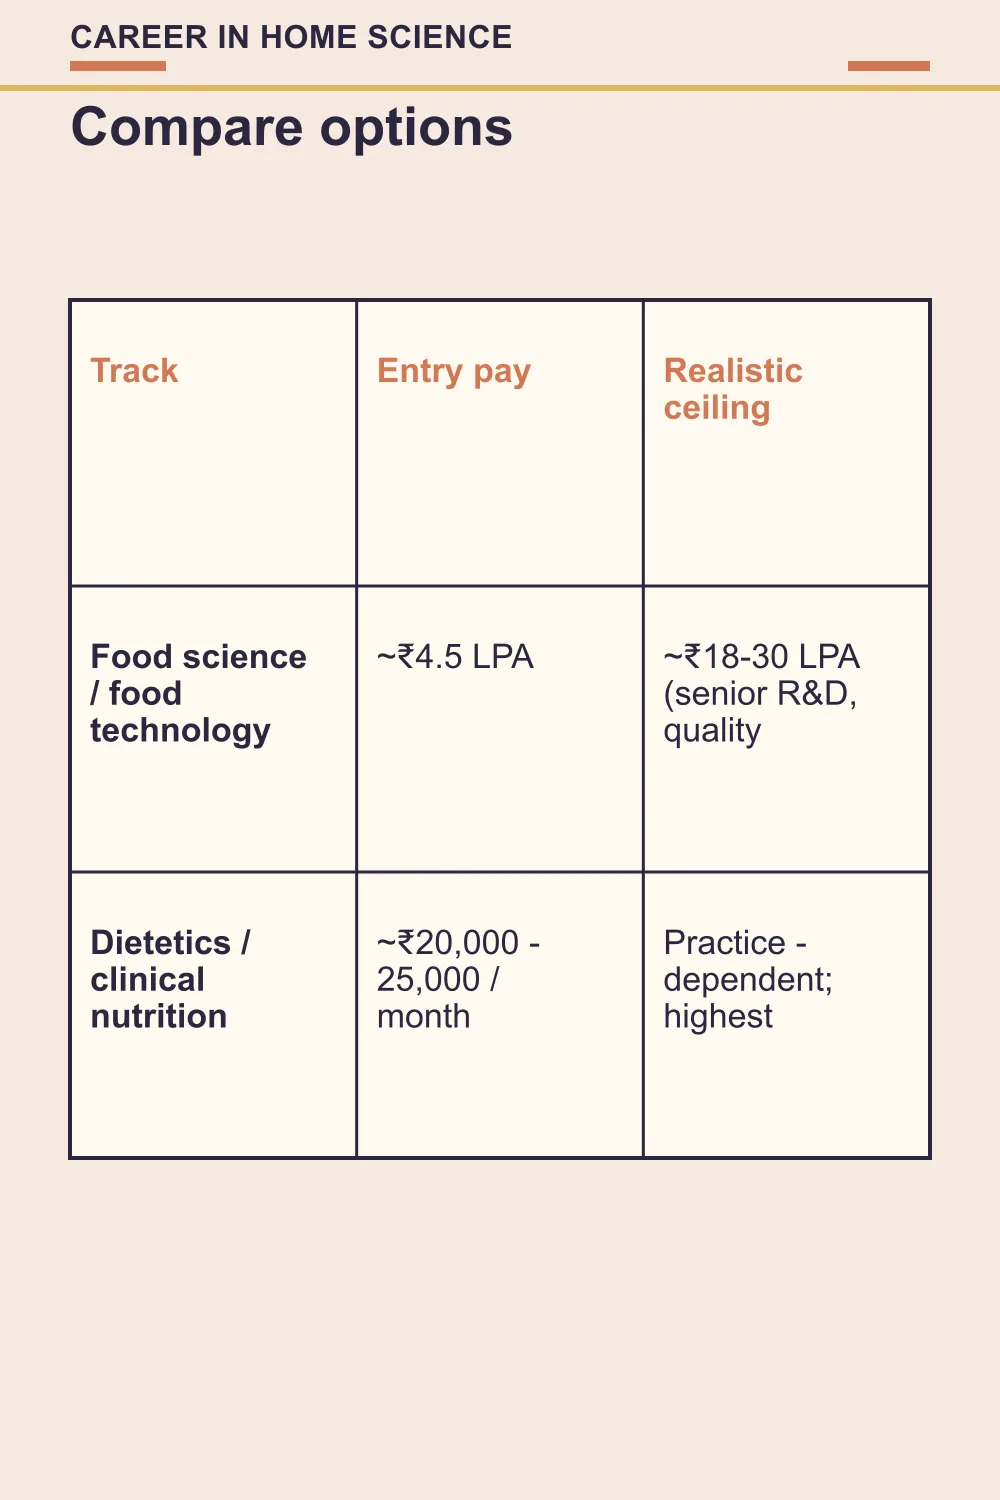 CAREER IN HOME SCIENCE
Compare options
Track
Entry pay
Realistic
ceiling
Food science
/ food
technology
~₹4.5 LPA
~₹18-30 LPA
(senior R&D,
quality
Dietetics /
clinical
nutrition
~₹20,000 -
25,000 /
month
Practice -
dependent;
highest